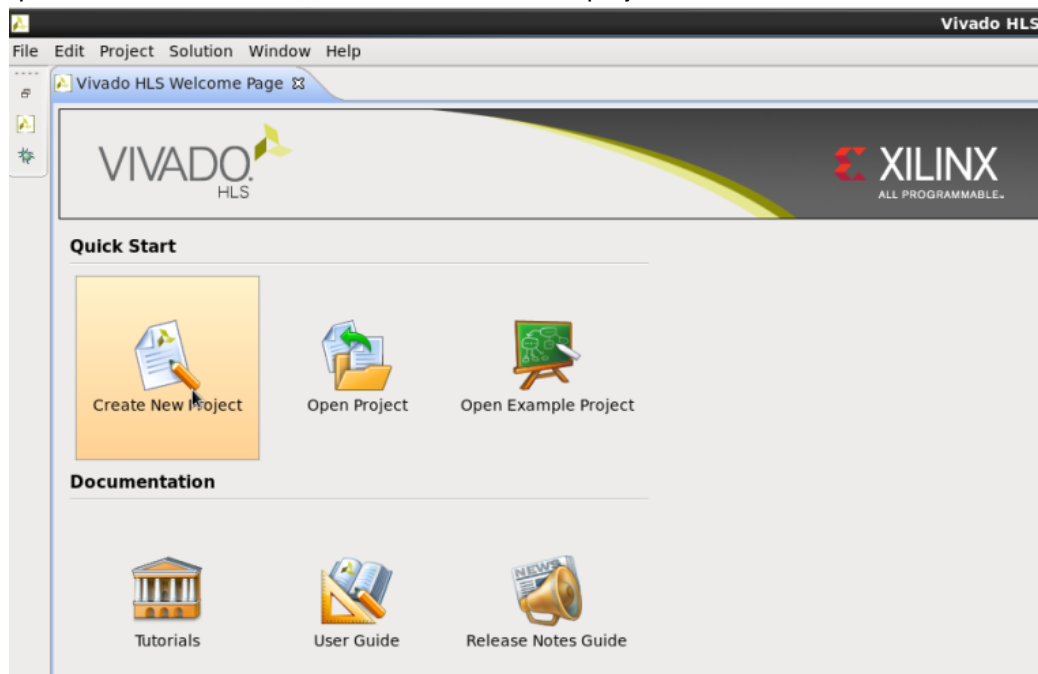 Vivado HLS
File Edit Project Solution Window Help
Vivado HLS Welcome Page
VIVADO
HLS
XILINX
ALL PROGRAMMABLE
Quick Start
Create New Project
Open Project
Open Example Project
Documentation
NEWS
Tutorials
User Guide
Release Notes Guide